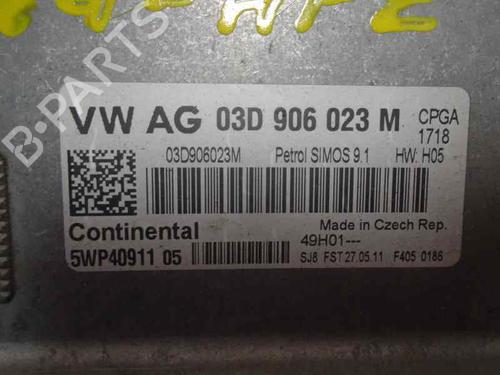 VW AG 03D 906 023 M CPGA
1718
03D906023M Petrol SIMOS 9.1 HW: H05
Continental Made in Czech Rep.
49H01---
5WP40911 05 SJ8 FST 27.05.11 F405 0186